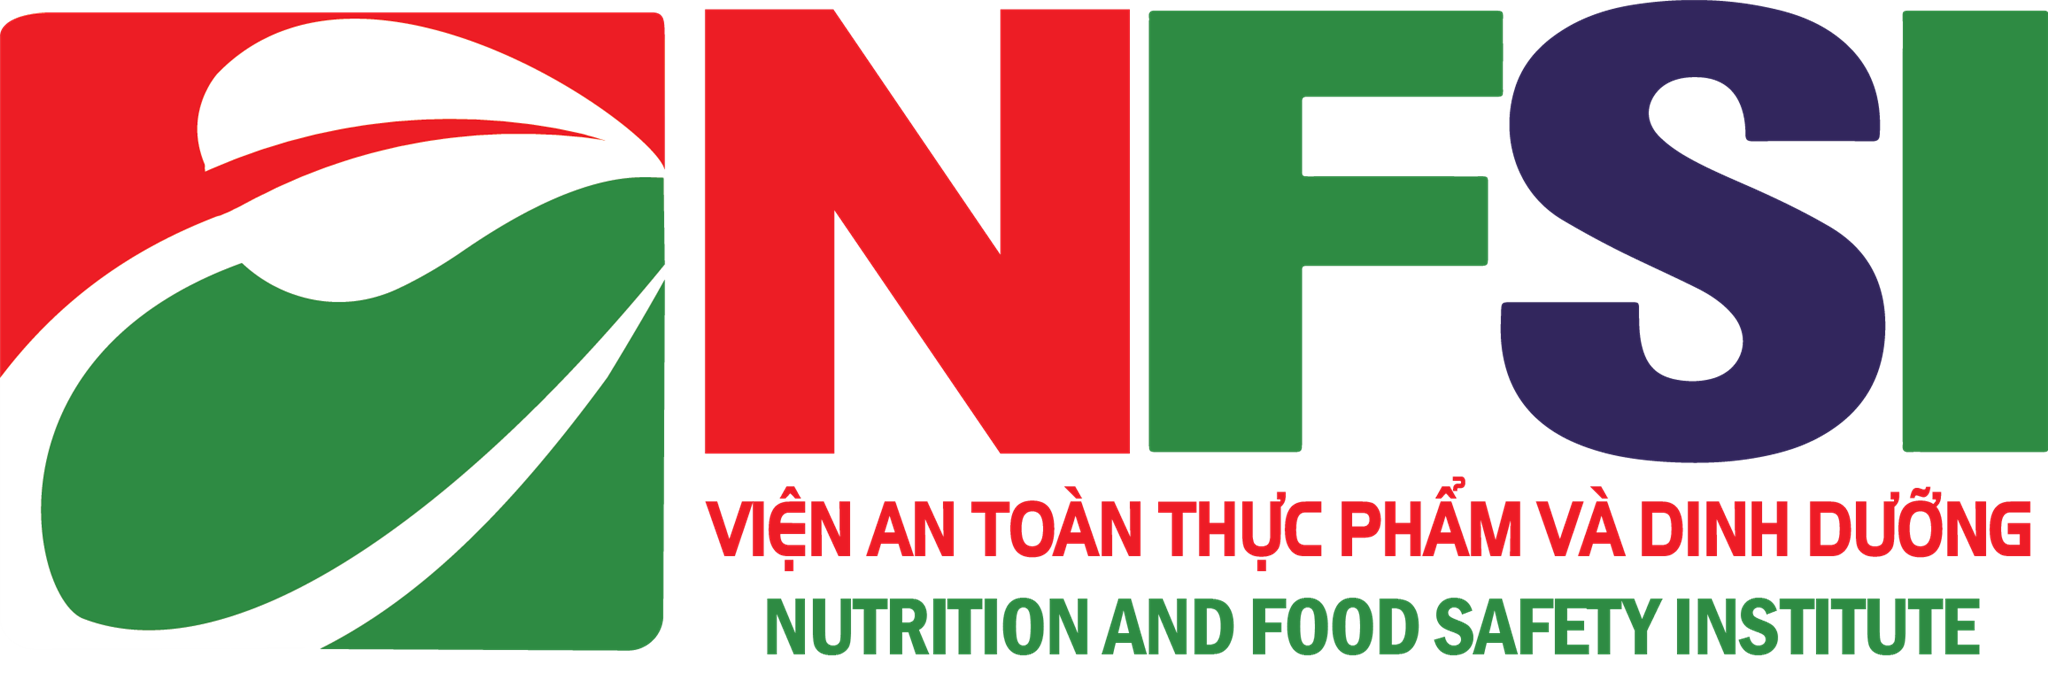 NFSI
VIỆN AN TOÀN THỰC PHẨM VÀ DINH DƯỠNG
NUTRITION AND FOOD SAFETY INSTITUTE